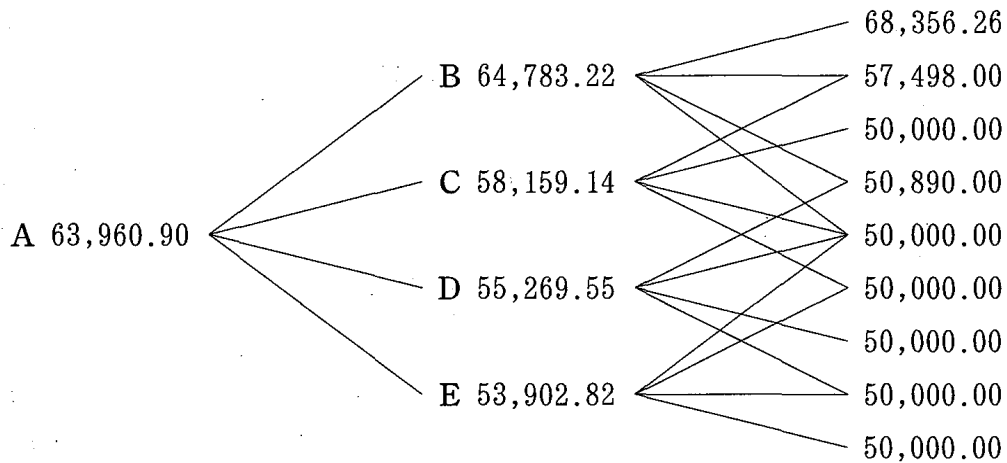 68,356.26
B 64,783.22 57,498.00
50,000.00
C 58,159.14 50,890.00
A 63,960.90 50,000.00
D 55,269.55 50,000.00
50,000.00
E 53,902.82 50,000.00
50,000.00